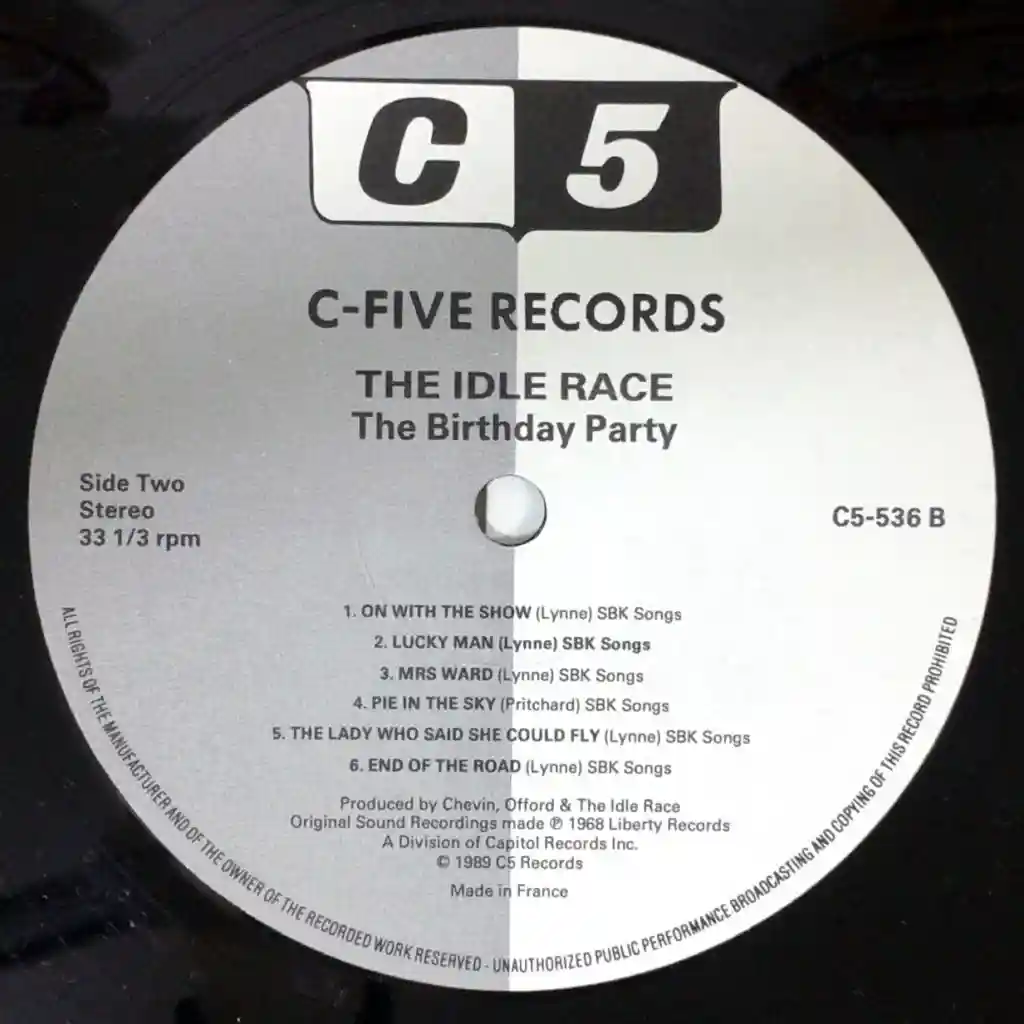 C 5
C-FIVE RECORDS
THE IDLE RACE
The Birthday Party
Side Two
Stereo
33 1/3 rpm
C5-536 B
1. ON WITH THE SHOW (Lynne) SBK Songs
2. LUCKY MAN (Lynne) SBK Songs
3. MRS WARD (Lynne) SBK Songs
4. PIE IN THE SKY (Pritchard) SBK Songs
5. THE LADY WHO SAID SHE COULD FLY (Lynne) SBK Songs
6. END OF THE ROAD (Lynne) SBK Songs
Produced by Chevin, Offord & The Idle Race
Original Sound Recordings made ℗ 1968 Liberty Records
A Division of Capitol Records Inc.
© 1989 C5 Records
Made in France
ALL RIGHTS OF THE MANUFACTURER AND OF THE OWNER OF THE RECORDED WORK RESERVED - UNAUTHORIZED PUBLIC PERFORMANCE BROADCASTING AND COPYING OF THIS RECORD PROHIBITED